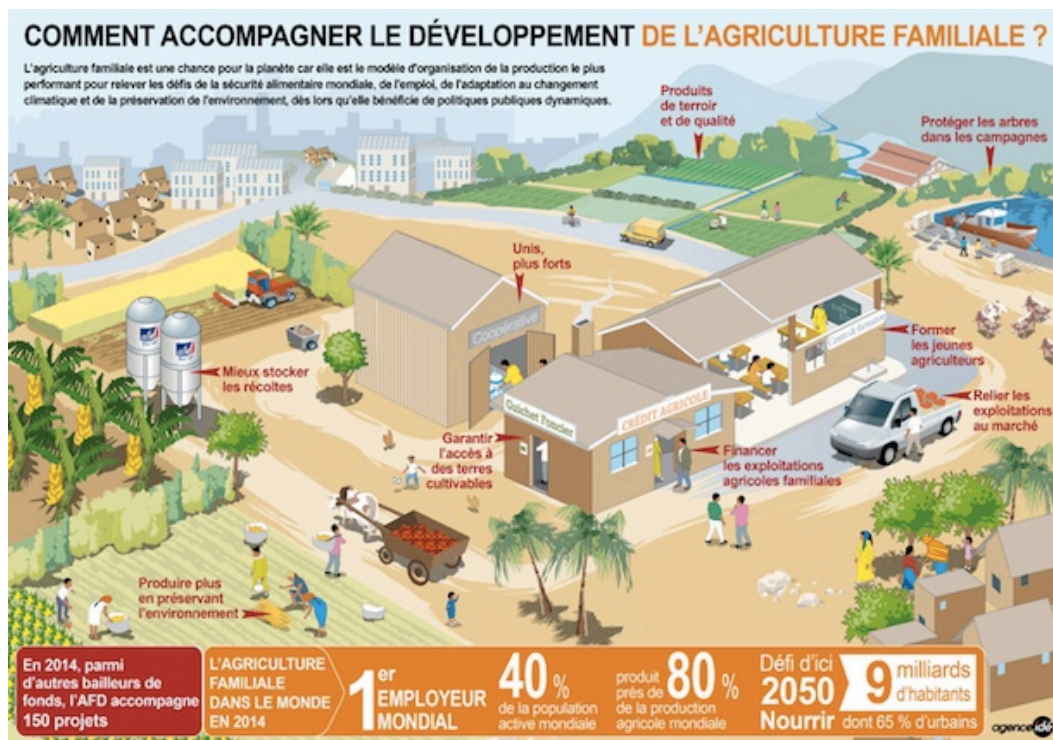 COMMENT ACCOMPAGNER LE DÉVELOPPEMENT DE L'AGRICULTURE FAMILIALE ?
L'agriculture familiale est une chance pour la planète car elle est le modèle d'organisation de la production le plus
performant pour relever les défis de la sécurité alimentaire mondiale, de l'emploi, de l'adaptation au changement
climatique et de la préservation de l'environnement, dès lors qu'elle bénéficie de politiques publiques dynamiques.
Produits
de terroir
et de qualité
Protéger les arbres
dans les campagnes
Unis,
plus forts
Coopérative
Centre de formation
Former
les jeunes
agriculteurs
Mieux stocker
les récoltes
Relier les
exploitations
au marché
Guichet Foncier
CRÉDIT AGRICOLE
1
Garantir
l'accès à
des terres
cultivables
Financer
les exploitations
agricoles familiales
Produire plus
en préservant
l'environnement
En 2014, parmi
d'autres bailleurs de
fonds, l'AFD accompagne
150 projets
L'AGRICULTURE
FAMILIALE
DANS LE MONDE
EN 2014
1er
EMPLOYEUR
MONDIAL
40 %
de la population
active mondiale
produit
près de 80 %
de la production
agricole mondiale
Défi d'ici
2050
Nourrir
9 milliards
d'habitants
dont 65 % d'urbains
agence idé